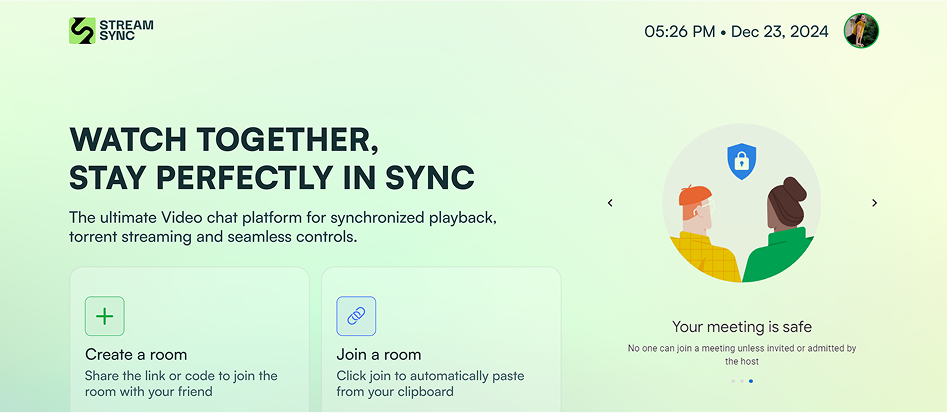 STREAM
SYNC
05:26 PM • Dec 23, 2024
WATCH TOGETHER,
STAY PERFECTLY IN SYNC
The ultimate Video chat platform for synchronized playback,
torrent streaming and seamless controls.
Create a room
Share the link or code to join the
room with your friend
Join a room
Click join to automatically paste
from your clipboard
Your meeting is safe
No one can join a meeting unless invited or admitted by
the host